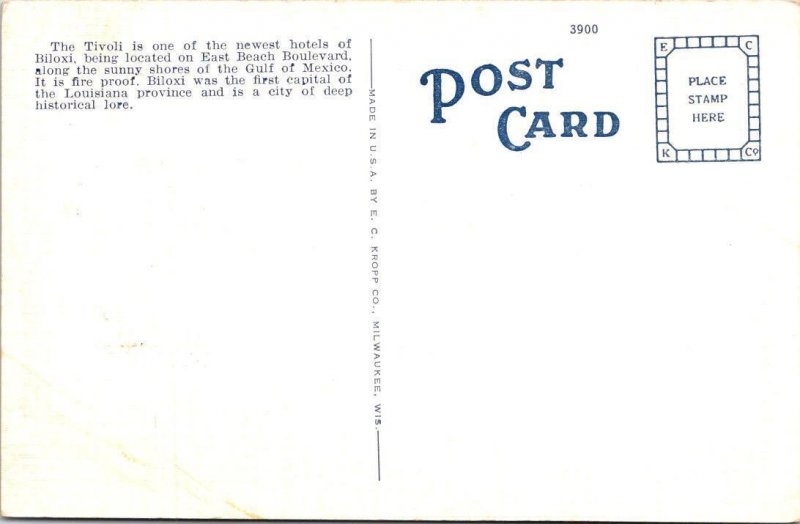 The Tivoli is one of the newest hotels of
Biloxi, being located on East Beach Boulevard,
along the sunny shores of the Gulf of Mexico.
It is fire proof. Biloxi was the first capital of
the Louisiana province and is a city of deep
historical lore.
MADE IN U.S.A. BY E. C. KROPP CO., MILWAUKEE, WIS.
3900
POST
CARD
E C
PLACE
STAMP
HERE
K Co